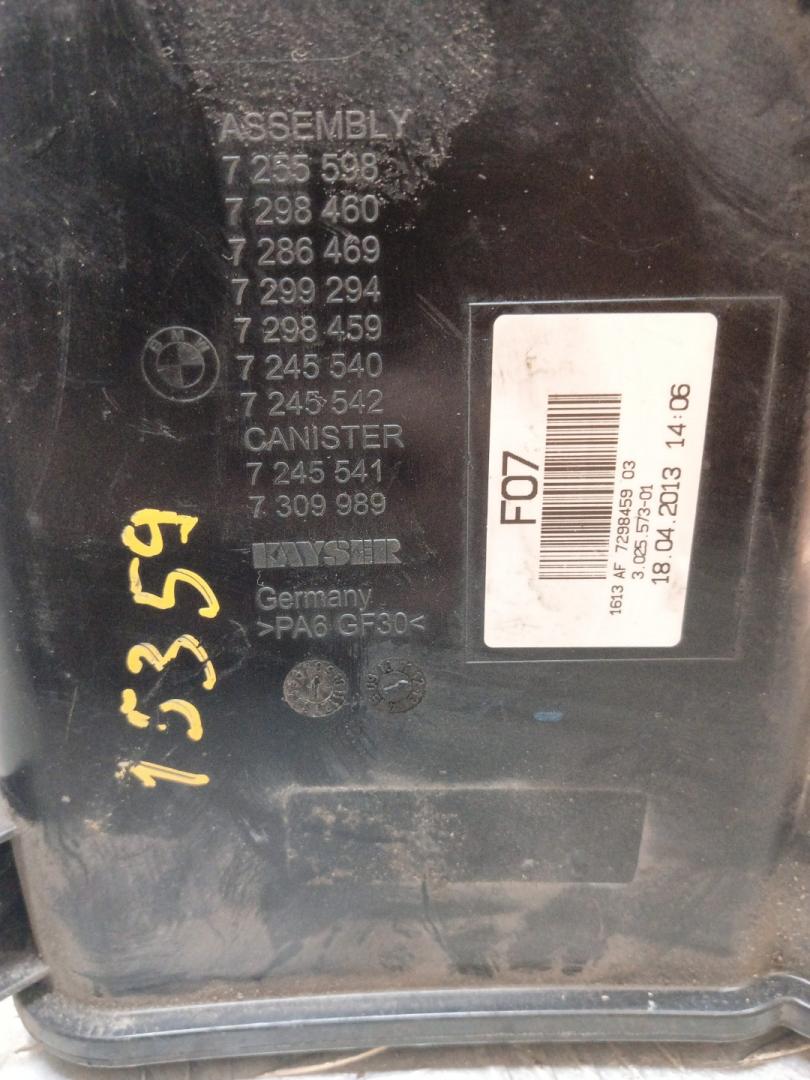 ASSEMBLY
7 255 598
7 298 460
7 286 469
7 299 294
7 298 459
7 245 540
7 245 542
CANISTER
7 245 541
7 309 989
BMW
KAYSER
Germany
>PA6 GF30<
F07
1613 AF 7298459 03
3.025.573-01
18.04.2013 14:06
15359